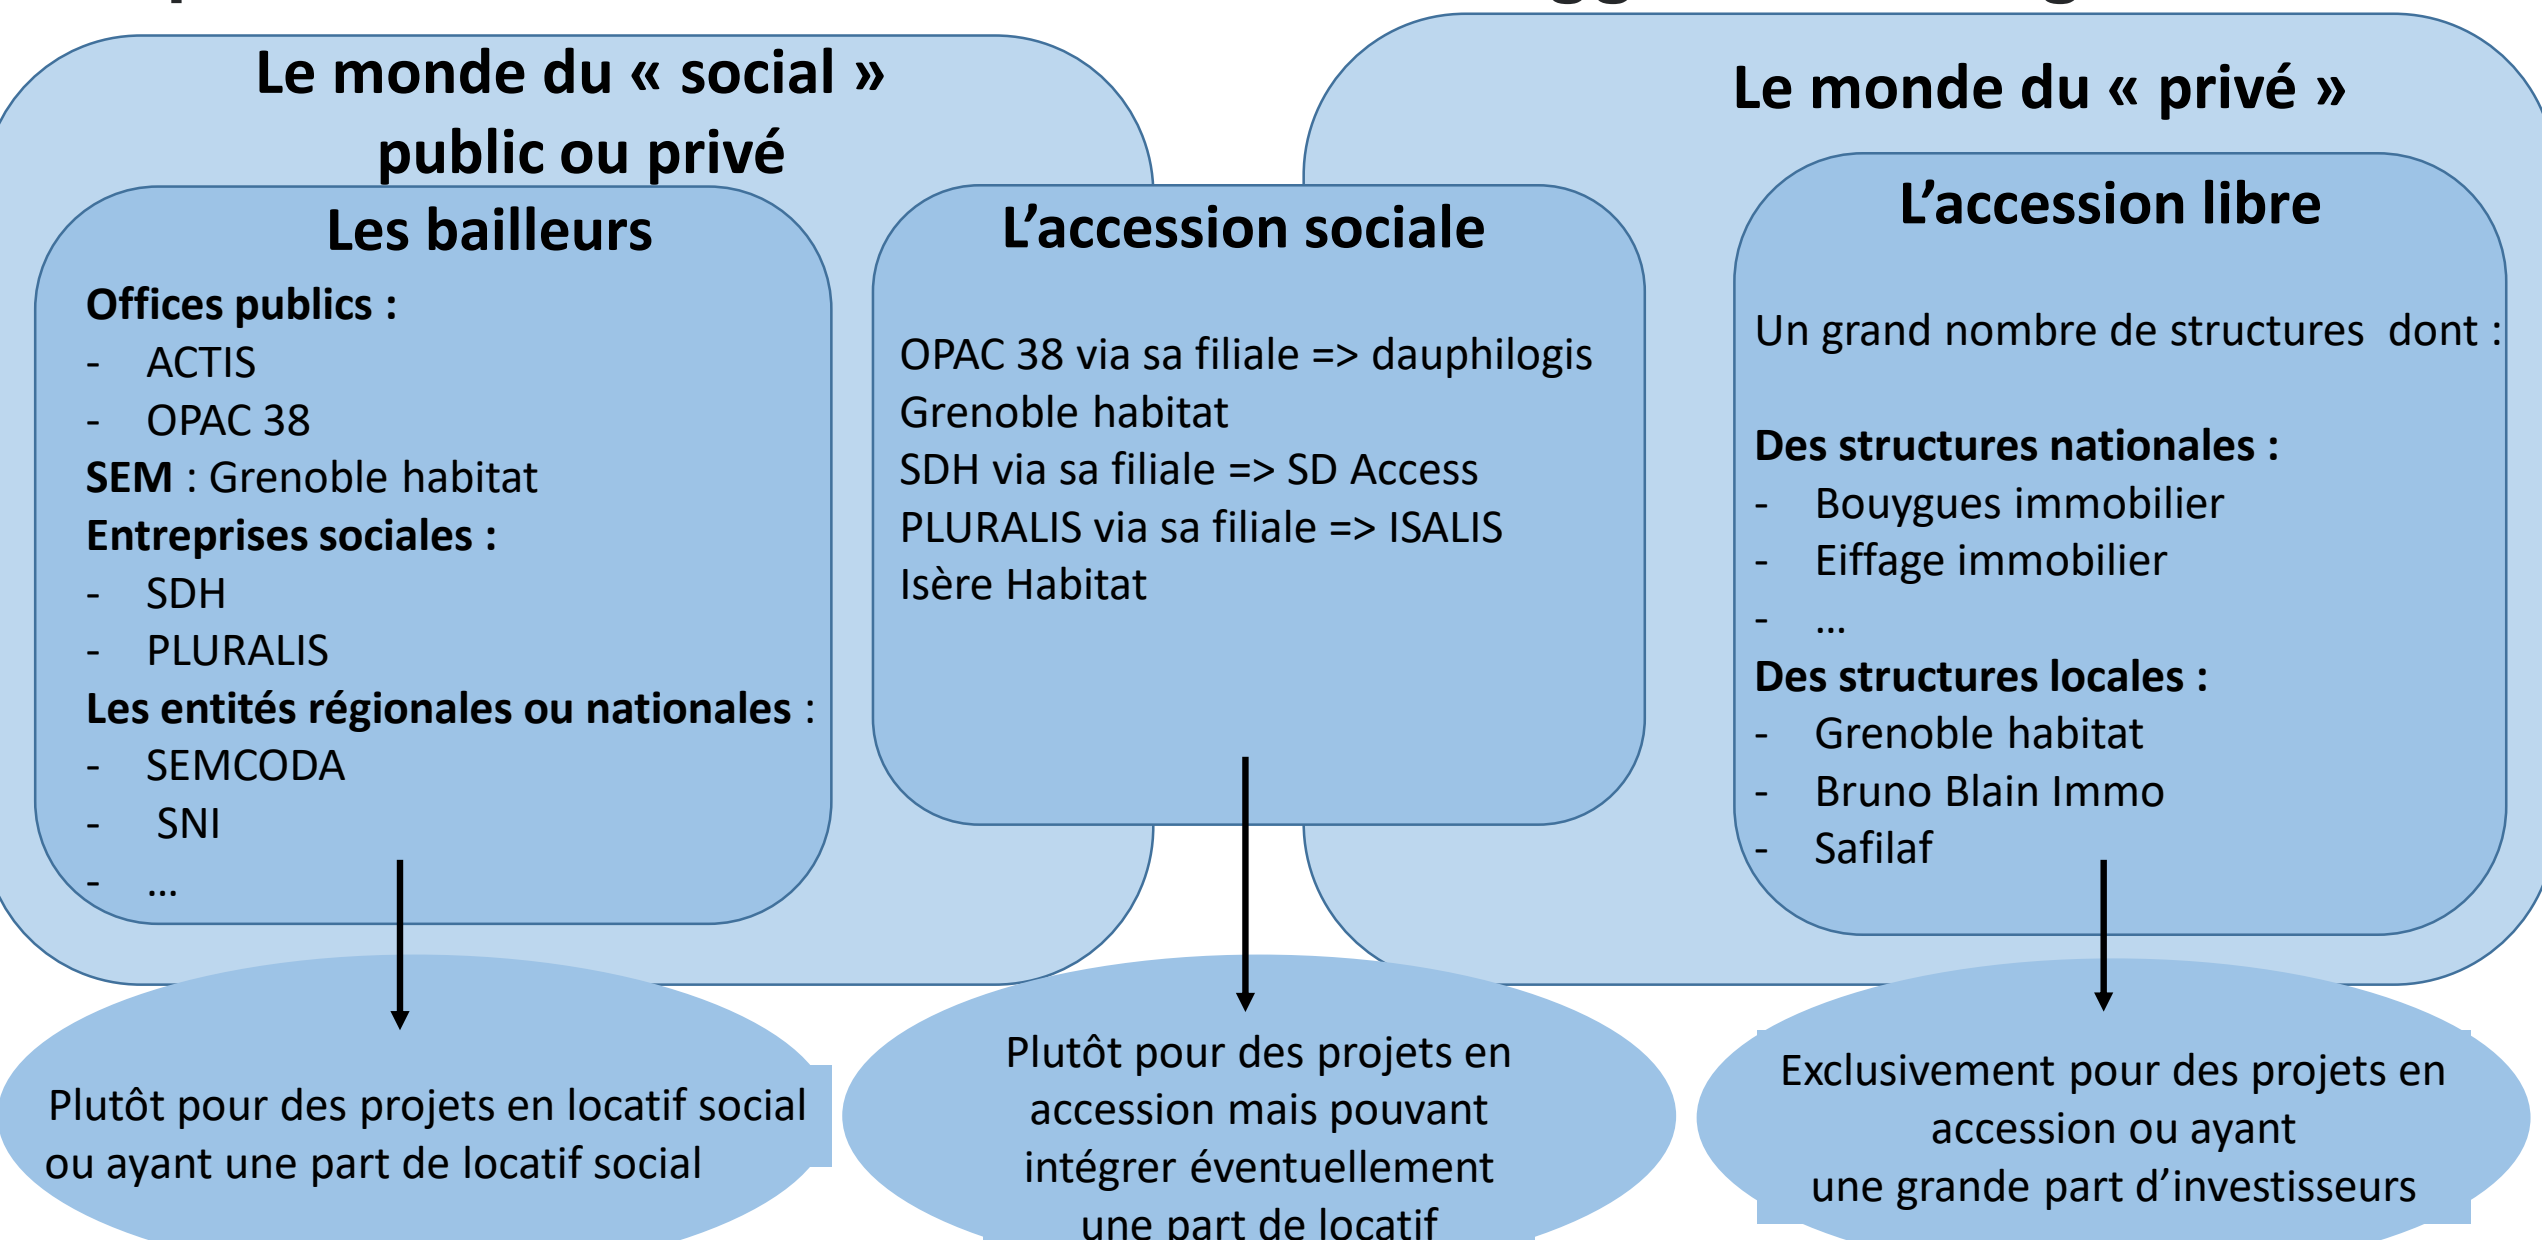 Le monde du « social »
public ou privé
Les bailleurs
Offices publics :
- ACTIS
- OPAC 38
SEM : Grenoble habitat
Entreprises sociales :
- SDH
- PLURALIS
Les entités régionales ou nationales :
- SEMCODA
- SNI
- ...
L’accession sociale
OPAC 38 via sa filiale => dauphilogis
Grenoble habitat
SDH via sa filiale => SD Access
PLURALIS via sa filiale => ISALIS
Isère Habitat
Le monde du « privé »
L’accession libre
Un grand nombre de structures dont :
Des structures nationales :
- Bouygues immobilier
- Eiffage immobilier
- ...
Des structures locales :
- Grenoble habitat
- Bruno Blain Immo
- Safilaf
Plutôt pour des projets en locatif social
ou ayant une part de locatif social
Plutôt pour des projets en
accession mais pouvant
intégrer éventuellement
une part de locatif
Exclusivement pour des projets en
accession ou ayant
une grande part d’investisseurs